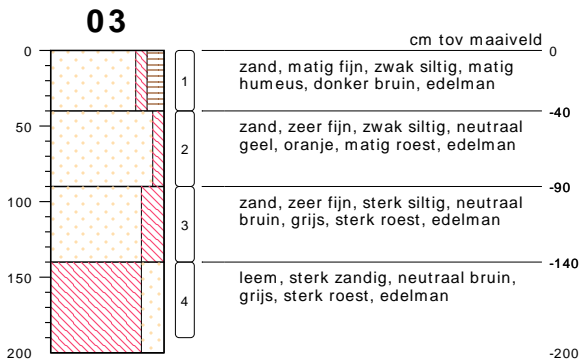 03
cm tov maaiveld
0 0
1 zand, matig fijn, zwak siltig, matig
humeus, donker bruin, edelman
-40
50
2 zand, zeer fijn, zwak siltig, neutraal
geel, oranje, matig roest, edelman
-90
100
3 zand, zeer fijn, sterk siltig, neutraal
bruin, grijs, sterk roest, edelman
-140
150
4 leem, sterk zandig, neutraal bruin,
grijs, sterk roest, edelman
200 -200